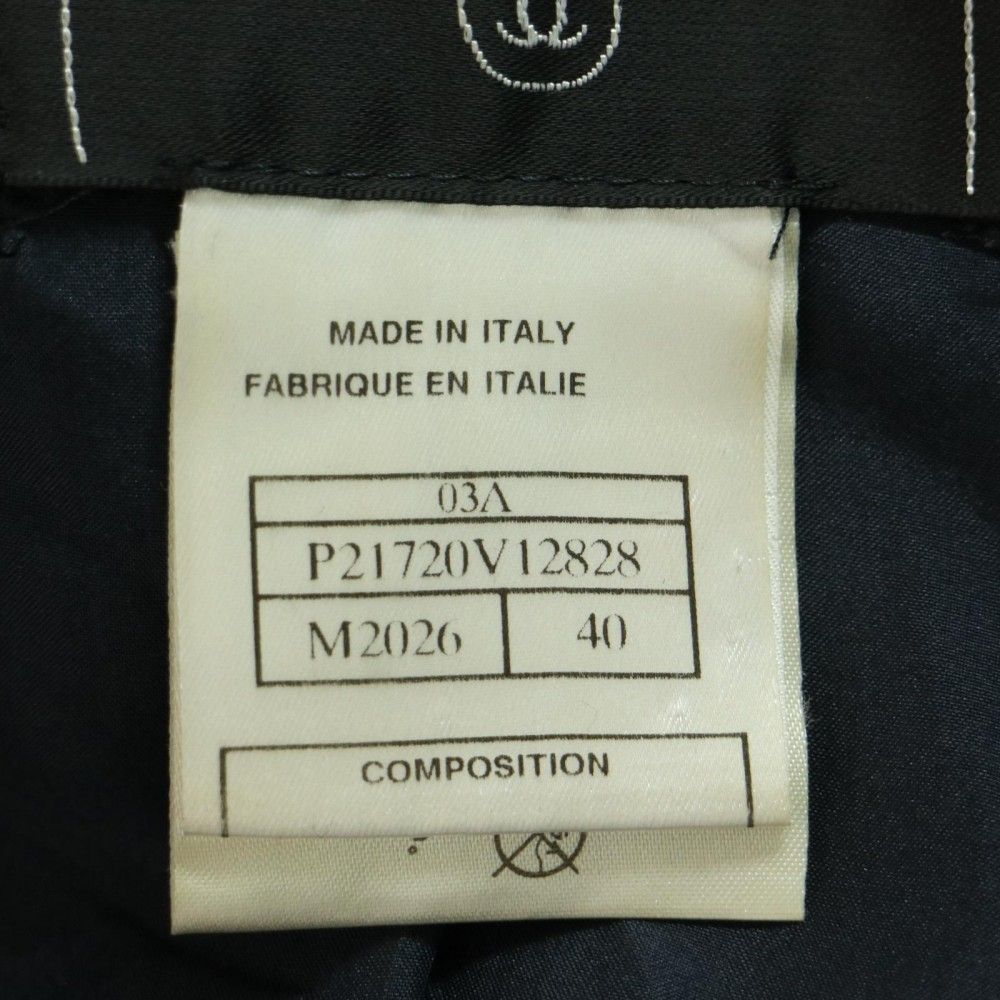 MADE IN ITALY
FABRIQUE EN ITALIE
03A
P21720V12828
M2026 40
COMPOSITION